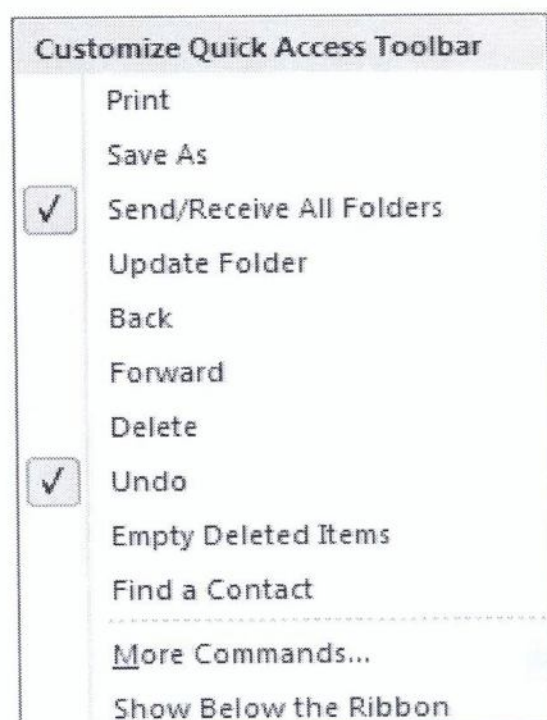 Customize Quick Access Toolbar
Print
Save As
Send/Receive All Folders
Update Folder
Back
Forward
Delete
Undo
Empty Deleted Items
Find a Contact
More Commands...
Show Below the Ribbon